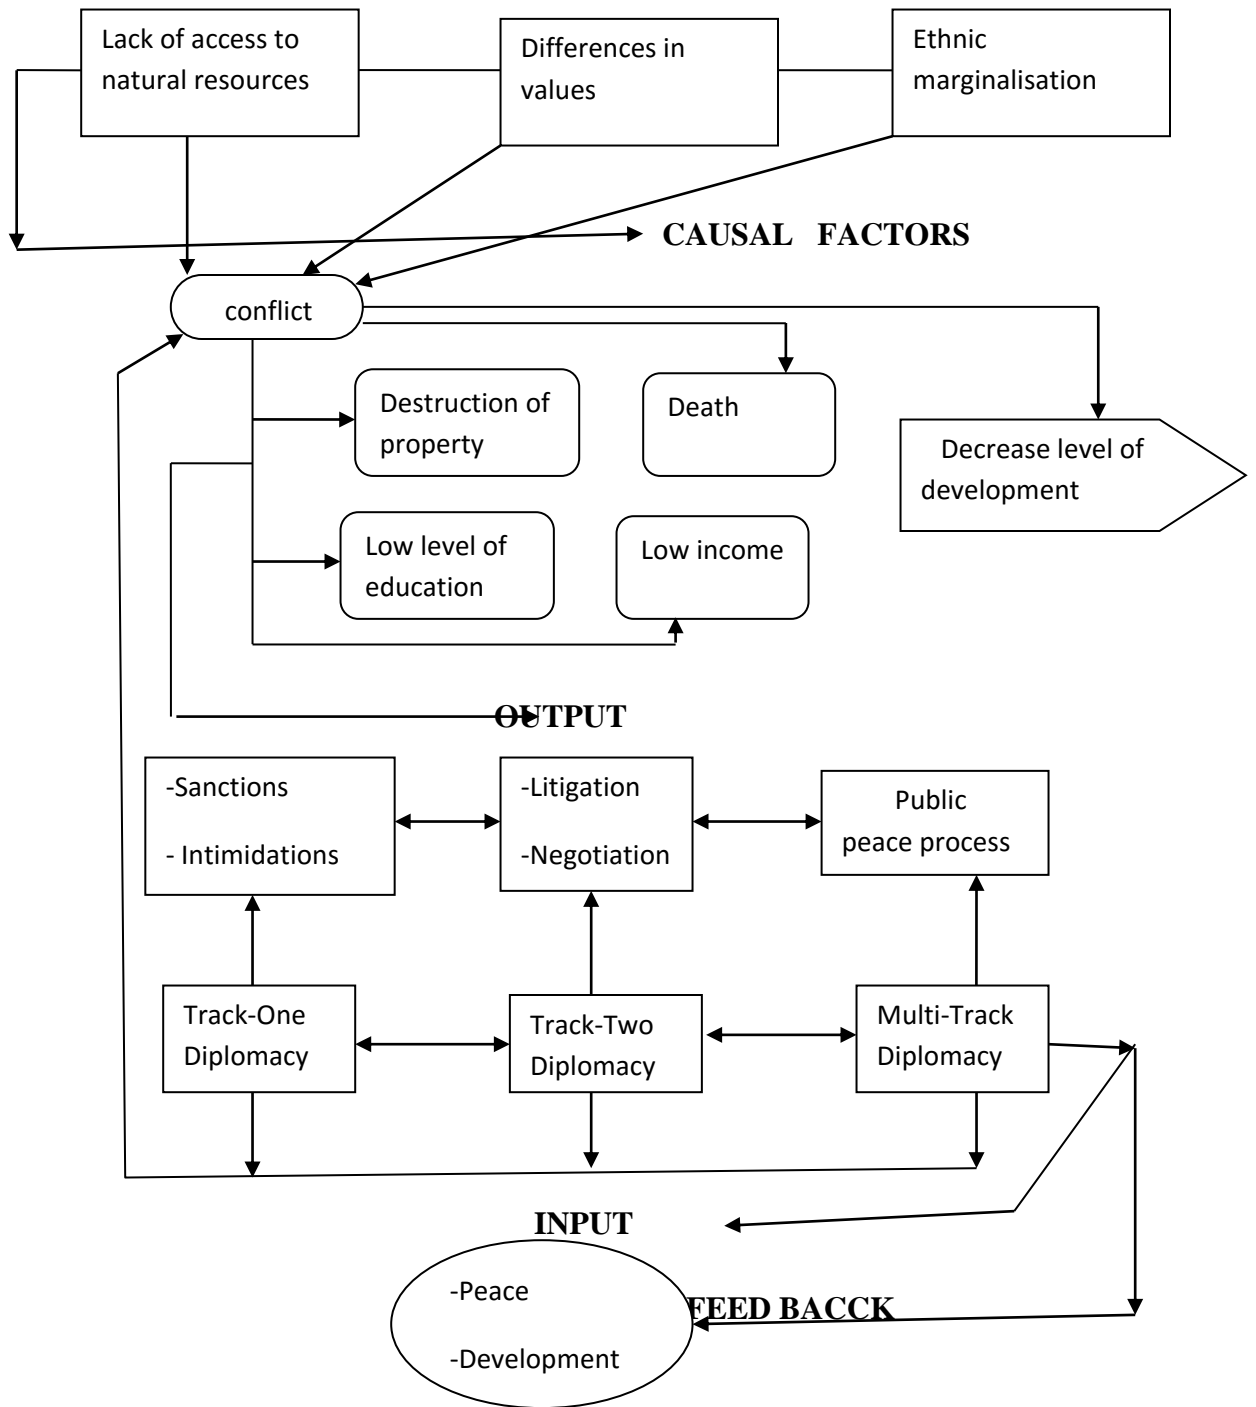 Lack of access to
natural resources
Differences in
values
Ethnic
marginalisation
CAUSAL FACTORS
conflict
Destruction of
property
Death
Decrease level of
development
Low level of
education
Low income
OUTPUT
-Sanctions
- Intimidations
-Litigation
-Negotiation
Public
peace process
Track-One
Diplomacy
Track-Two
Diplomacy
Multi-Track
Diplomacy
INPUT
-Peace
-Development
FEED BACCK